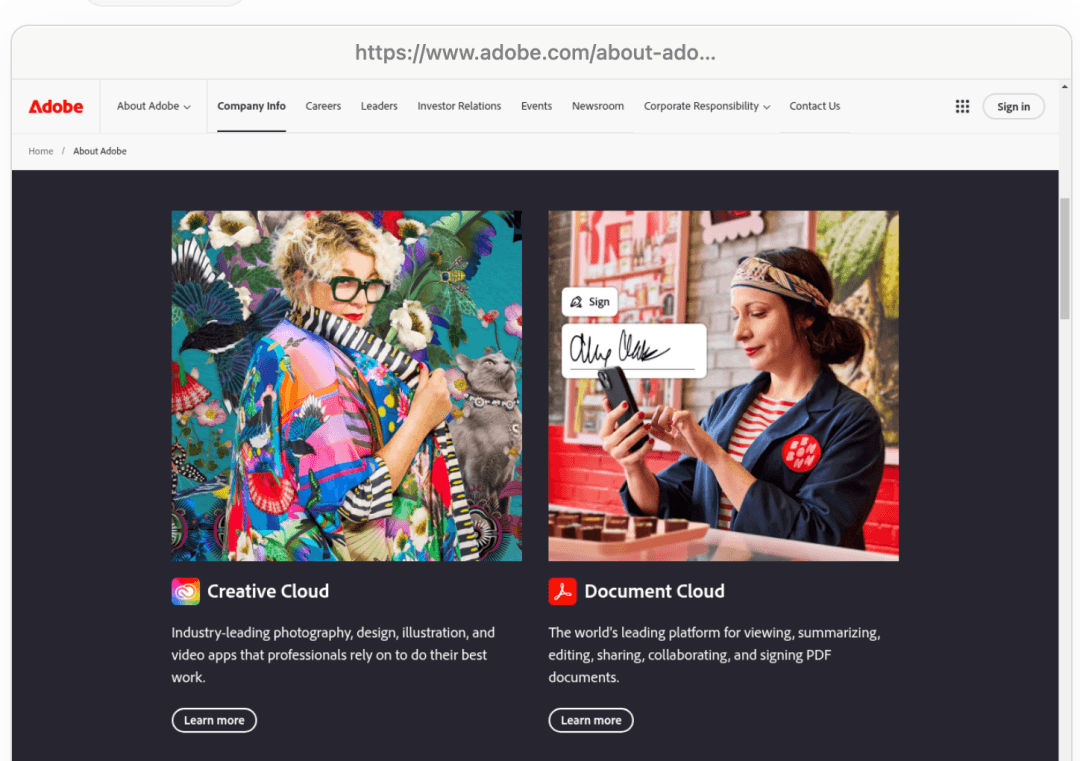 https://www.adobe.com/about-ado...
Adobe
About Adobe
Company Info
Careers
Leaders
Investor Relations
Events
Newsroom
Corporate Responsibility
Contact Us
Sign in
Home / About Adobe
Sign
Creative Cloud
Industry-leading photography, design, illustration, and
video apps that professionals rely on to do their best
work.
Learn more
Document Cloud
The world's leading platform for viewing, summarizing,
editing, sharing, collaborating, and signing PDF
documents.
Learn more